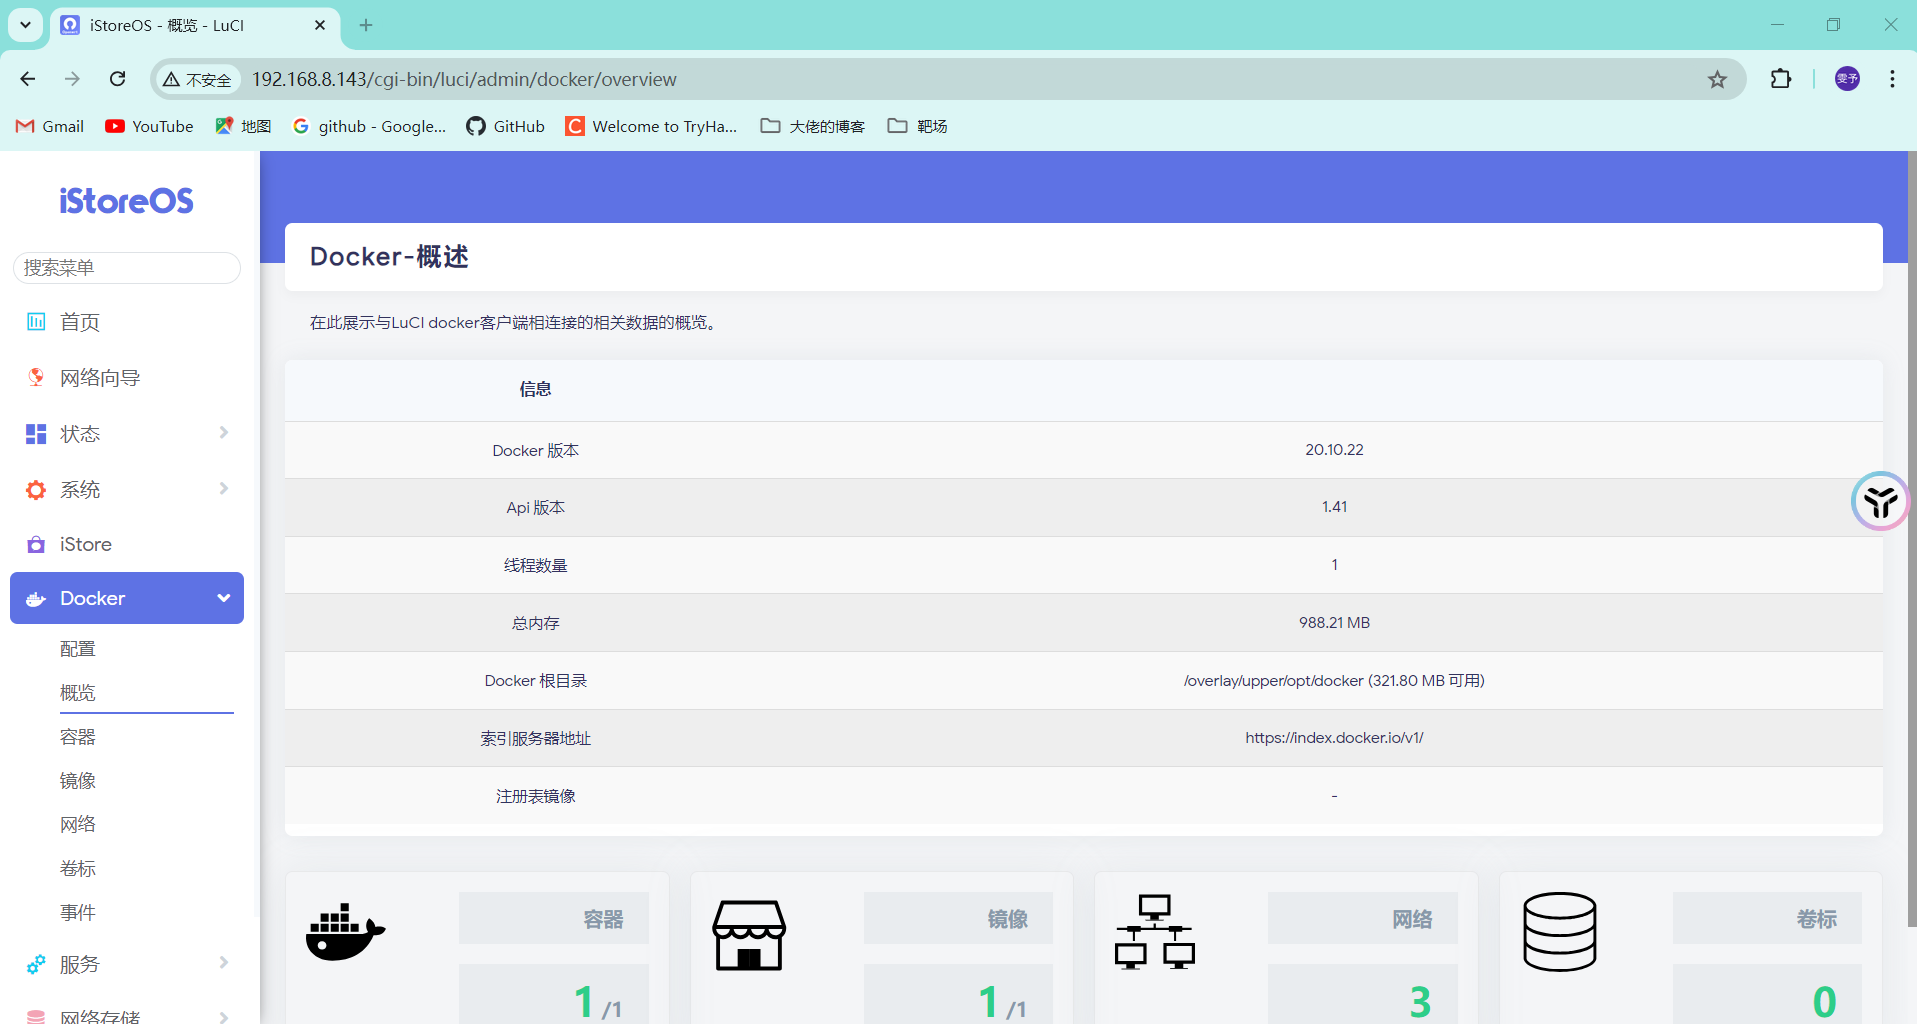 iStoreOS - 概览 - LuCI
不安全
192.168.8.143/cgi-bin/luci/admin/docker/overview
雯予
Gmail
YouTube
地图
github - Google...
GitHub
Welcome to TryHa...
大佬的博客
靶场
iStoreOS
搜索菜单
首页
网络向导
状态
系统
iStore
Docker
配置
概览
容器
镜像
网络
卷标
事件
服务
网络存储
Docker-概述
在此展示与LuCI docker客户端相连接的相关数据的概览。
信息
Docker 版本 20.10.22
Api 版本 1.41
线程数量 1
总内存 988.21 MB
Docker 根目录 /overlay/upper/opt/docker (321.80 MB 可用)
索引服务器地址 https://index.docker.io/v1/
注册表镜像 -
容器
1 /1
镜像
1 /1
网络
3
卷标
0